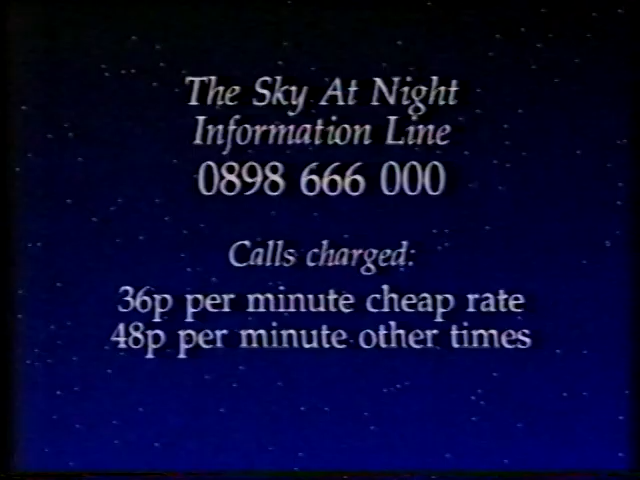 The Sky At Night
Information Line
0898 666 000
Calls charged:
36p per minute cheap rate
48p per minute other times